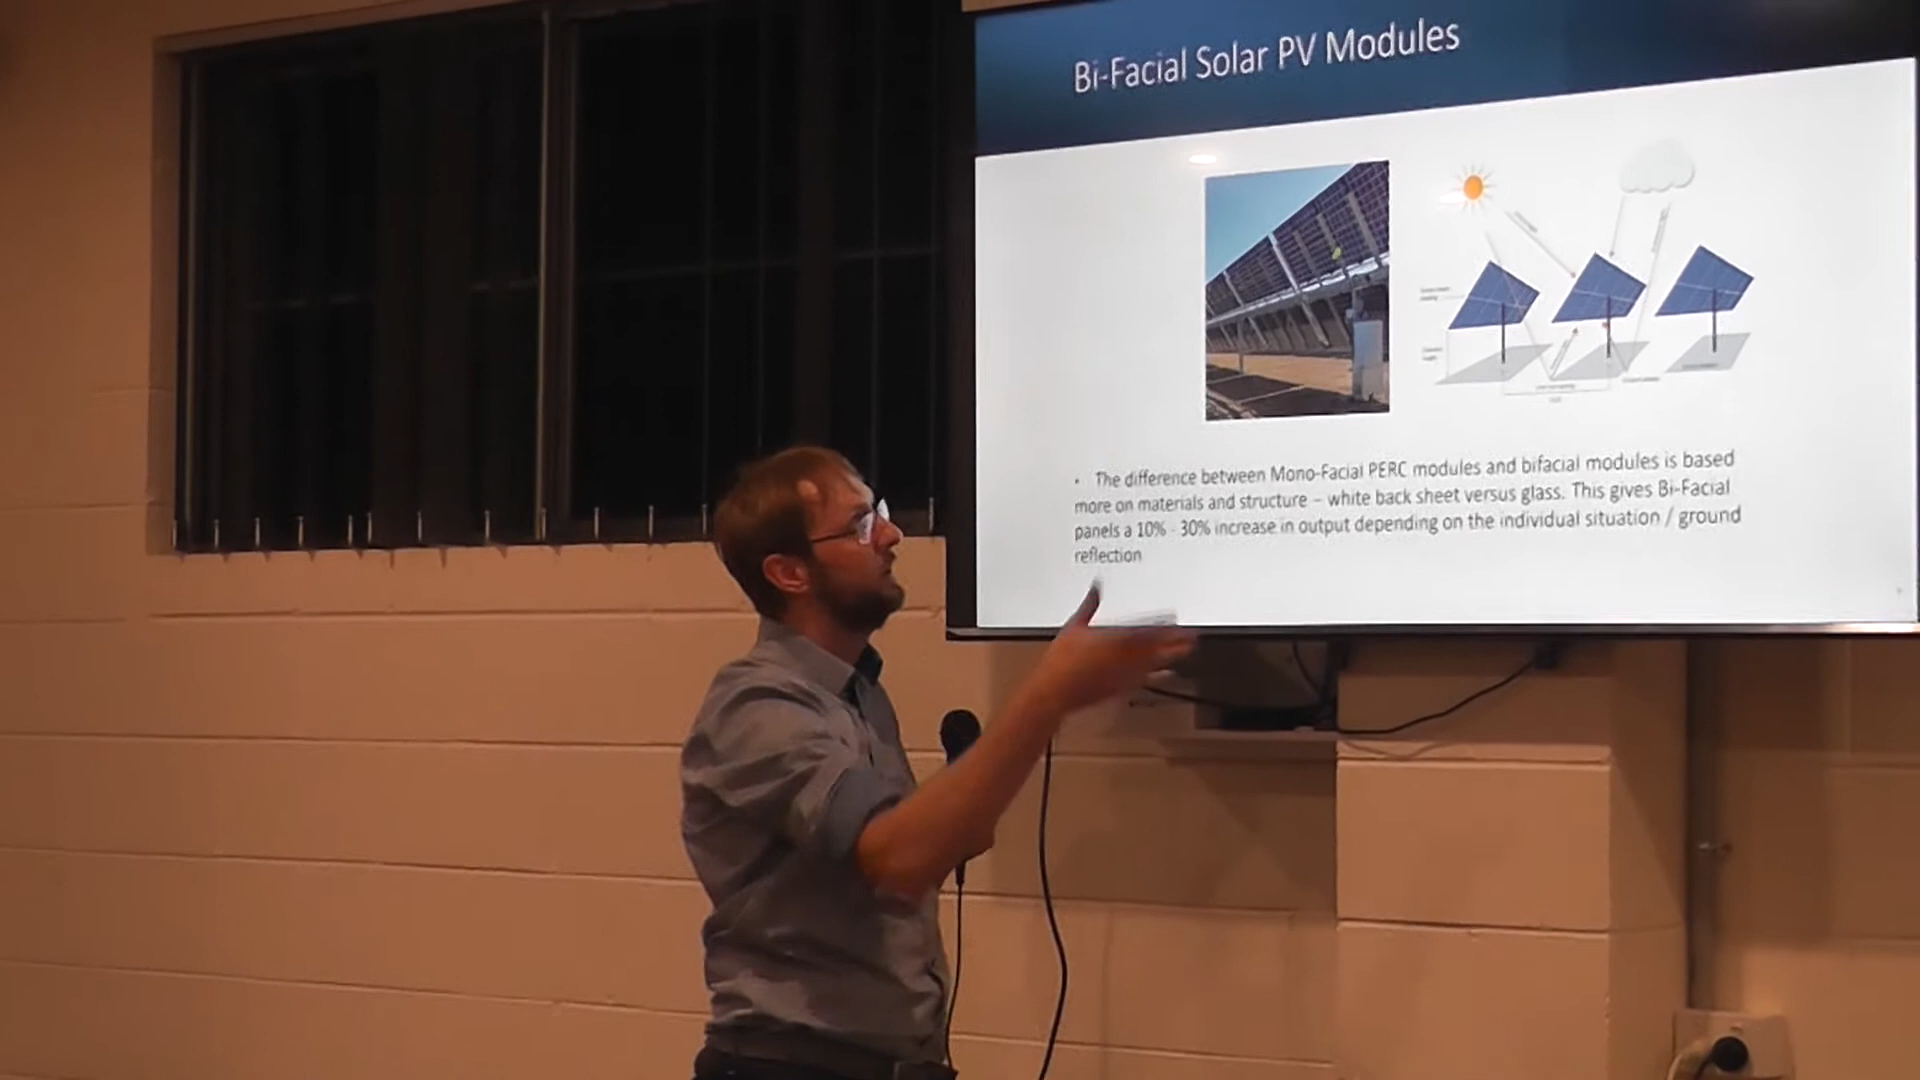 Bi-Facial Solar PV Modules
• The difference between Mono-Facial PERC modules and bifacial modules is based
more on materials and structure – white back sheet versus glass. This gives Bi-Facial
panels a 10% - 30% increase in output depending on the individual situation / ground
reflection